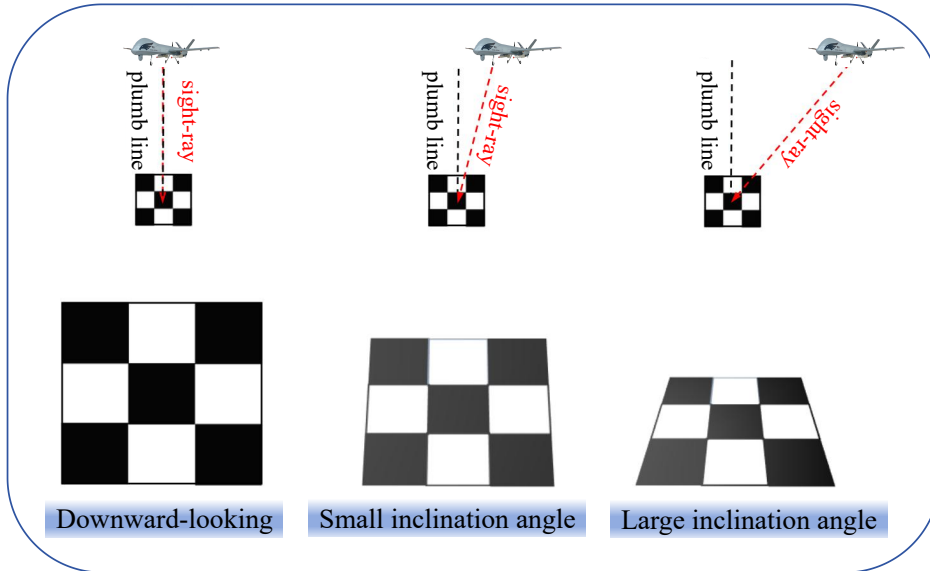 plumb line
sight-ray
plumb line
sight-ray
plumb line
sight-ray
Downward-looking
Small inclination angle
Large inclination angle